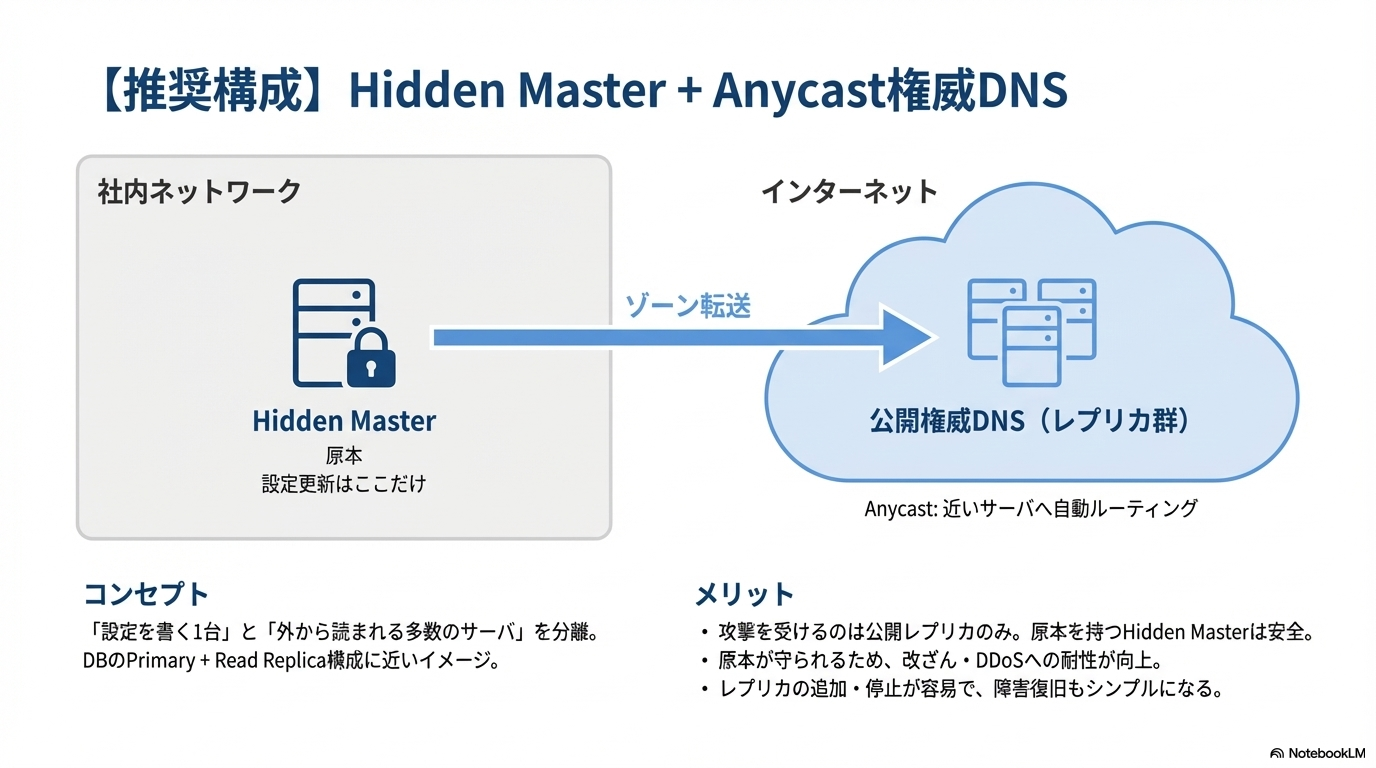 【推奨構成】Hidden Master + Anycast権威DNS
社内ネットワーク
インターネット
ゾーン転送
Hidden Master
原本
設定更新はここだけ
公開権威DNS（レプリカ群）
Anycast: 近いサーバへ自動ルーティング
コンセプト
「設定を書く1台」と「外から読まれる多数のサーバ」を分離。
DBのPrimary + Read Replica構成に近いイメージ。
メリット
• 攻撃を受けるのは公開レプリカのみ。原本を持つHidden Masterは安全。
• 原本が守られるため、改ざん・DDoSへの耐性が向上。
• レプリカの追加・停止が容易で、障害復旧もシンプルになる。
NotebookLM